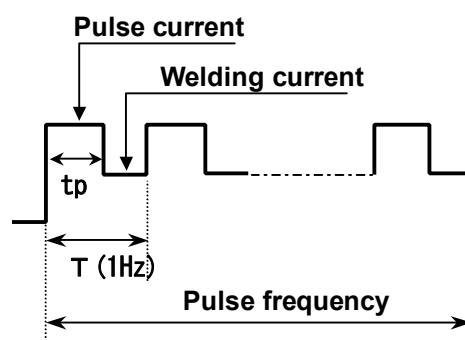 Pulse current
Welding current
tp
T (1Hz)
Pulse frequency